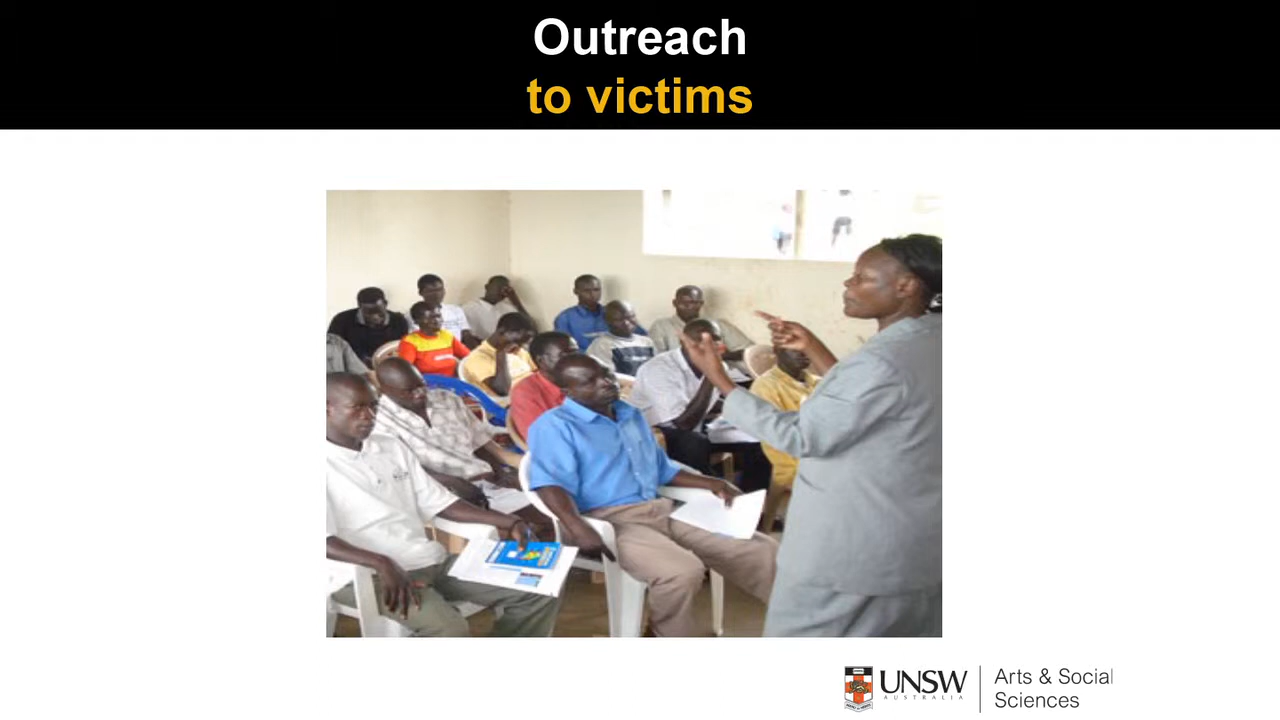 Outreach
to victims
UNSW
AUSTRALIA
Arts & Social
Sciences